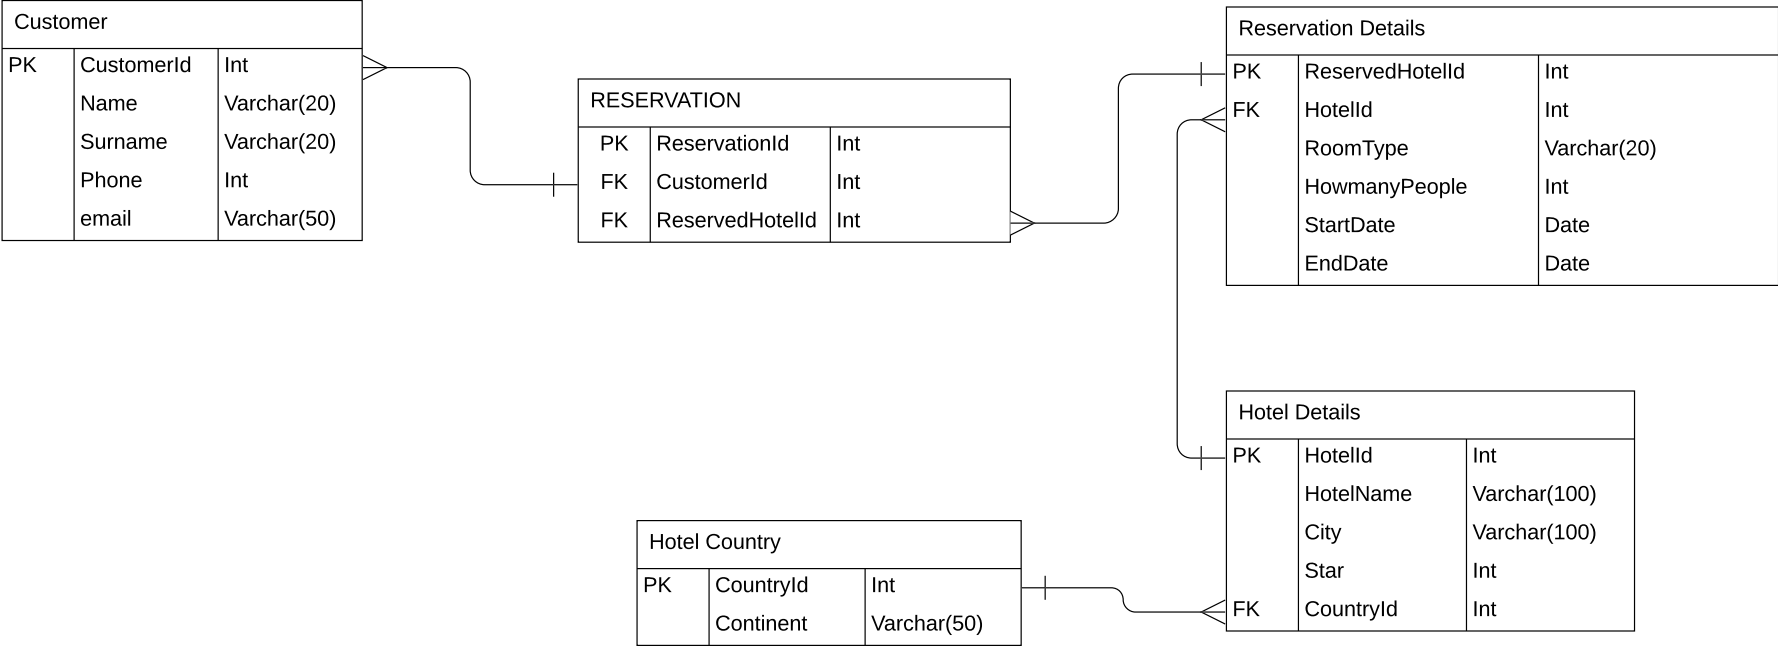 Customer
PK CustomerId Int
Name Varchar(20)
Surname Varchar(20)
Phone Int
email Varchar(50)
RESERVATION
PK ReservationId Int
FK CustomerId Int
FK ReservedHotelId Int
Reservation Details
PK ReservedHotelId Int
FK HotelId Int
RoomType Varchar(20)
HowmanyPeople Int
StartDate Date
EndDate Date
Hotel Details
PK HotelId Int
HotelName Varchar(100)
City Varchar(100)
Star Int
FK CountryId Int
Hotel Country
PK CountryId Int
Continent Varchar(50)